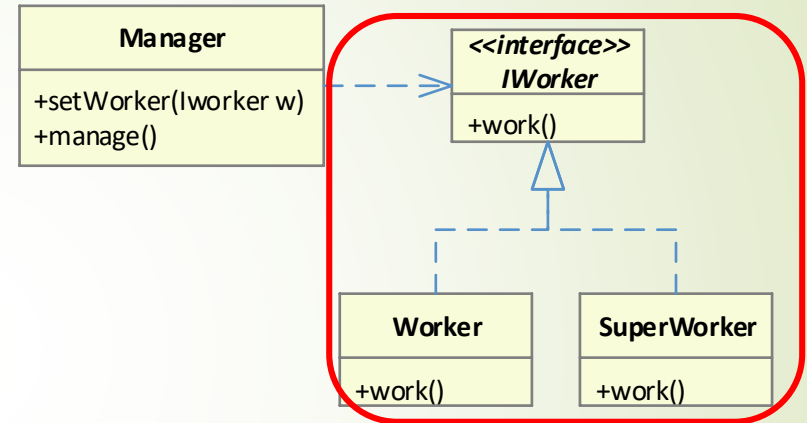 Manager
+setWorker(Iworker w)
+manage()
<<interface>>
IWorker
+work()
Worker
+work()
SuperWorker
+work()